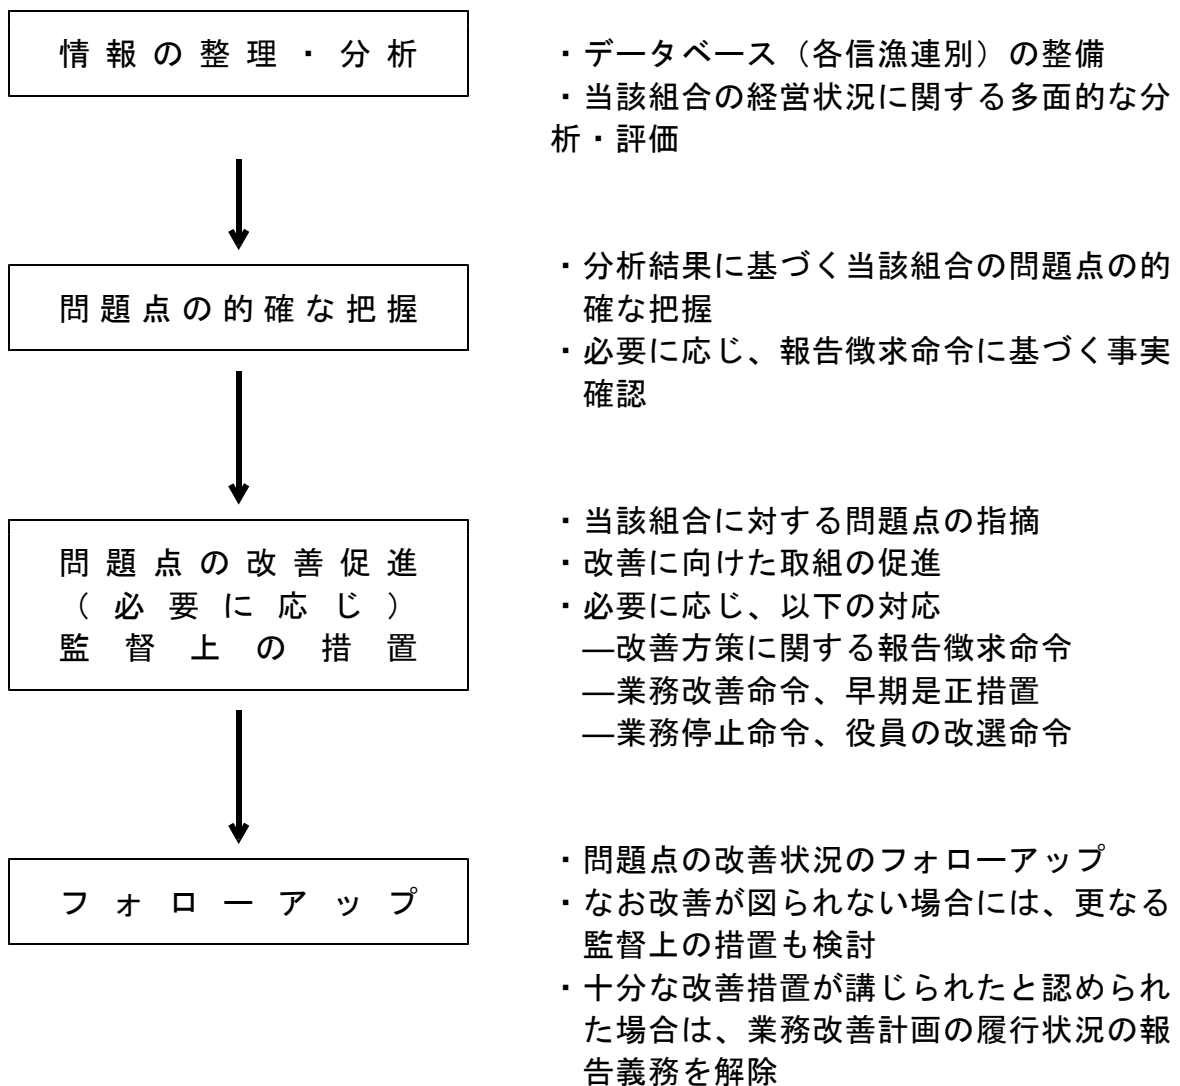 情報の整理・分析
・データベース（各信漁連別）の整備
・当該組合の経営状況に関する多面的な分
析・評価
問題点の的確な把握
・分析結果に基づく当該組合の問題点の的
確な把握
・必要に応じ、報告徴求命令に基づく事実
確認
問題点の改善促進
（必要に応じ）
監督上の措置
・当該組合に対する問題点の指摘
・改善に向けた取組の促進
・必要に応じ、以下の対応
―改善方策に関する報告徴求命令
―業務改善命令、早期是正措置
―業務停止命令、役員の改選命令
フォローアップ
・問題点の改善状況のフォローアップ
・なお改善が図られない場合には、更なる
監督上の措置も検討
・十分な改善措置が講じられたと認められ
た場合は、業務改善計画の履行状況の報
告義務を解除